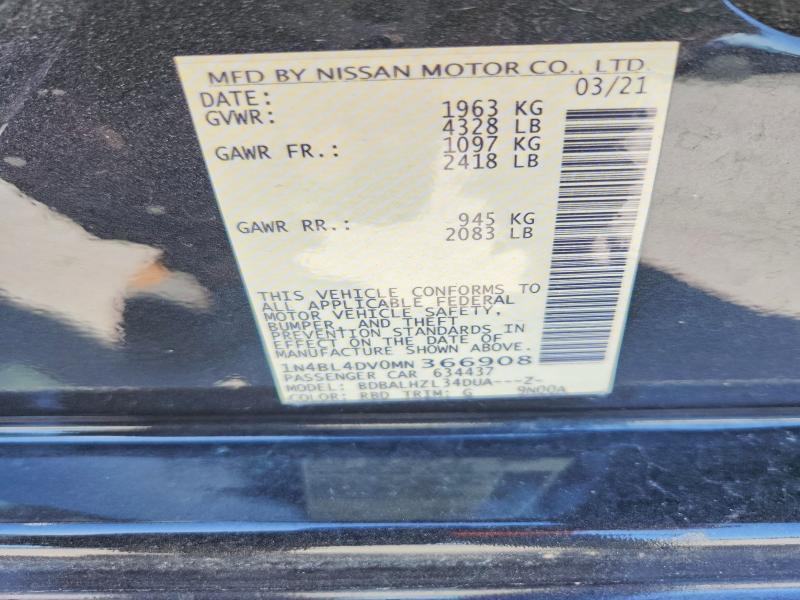 MFD BY NISSAN MOTOR CO., LTD.
DATE: 03/21
GVWR: 1963 KG
4328 LB
GAWR FR.: 1097 KG
2418 LB
GAWR RR.: 945 KG
2083 LB
THIS VEHICLE CONFORMS TO
ALL APPLICABLE FEDERAL
MOTOR VEHICLE SAFETY,
BUMPER, AND THEFT
PREVENTION STANDARDS IN
EFFECT ON THE DATE OF
MANUFACTURE SHOWN ABOVE.
1N4BL4DV0MN 366908
PASSENGER CAR 634437
MODEL: BDBALHZL34DUA---Z-
COLOR: RBD TRIM: G 9N00A